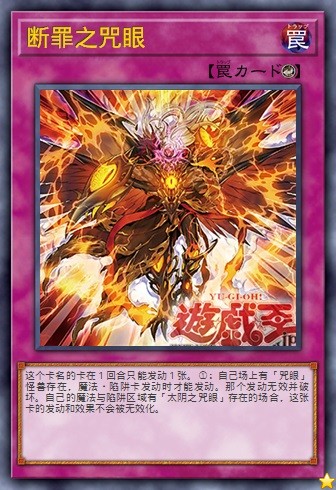 断罪之咒眼
トラップ
罠
【罠カード】
YU-GI-OH!
遊戯王
这个卡名的卡在1回合只能发动1张。①：自己场上有「咒眼」
怪兽存在，魔法·陷阱卡发动时才能发动。那个发动无效并破
坏。自己的魔法与陷阱区域有「太阴之咒眼」存在的场合，这张
卡的发动和效果不会被无效化。